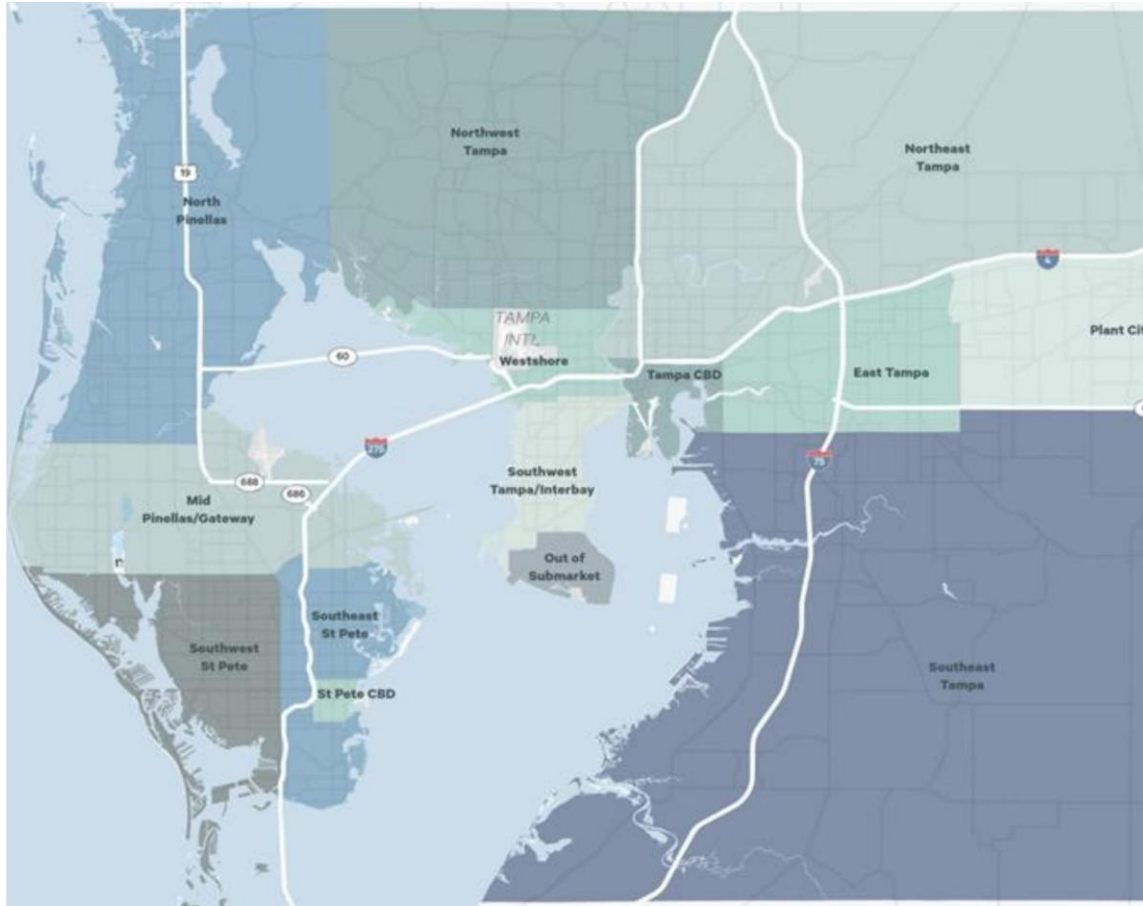 Northwest
Tampa
Northeast
Tampa
19
North
Pinellas
4
TAMPA
INT'L
Plant Cit
60
Westshore
Tampa CBD
East Tampa
275
75
Southwest
Tampa/Interbay
668
686
Mid
Pinellas/Gateway
Out of
Submarket
Southeast
St Pete
Southwest
St Pete
Southeast
Tampa
St Pete CBD